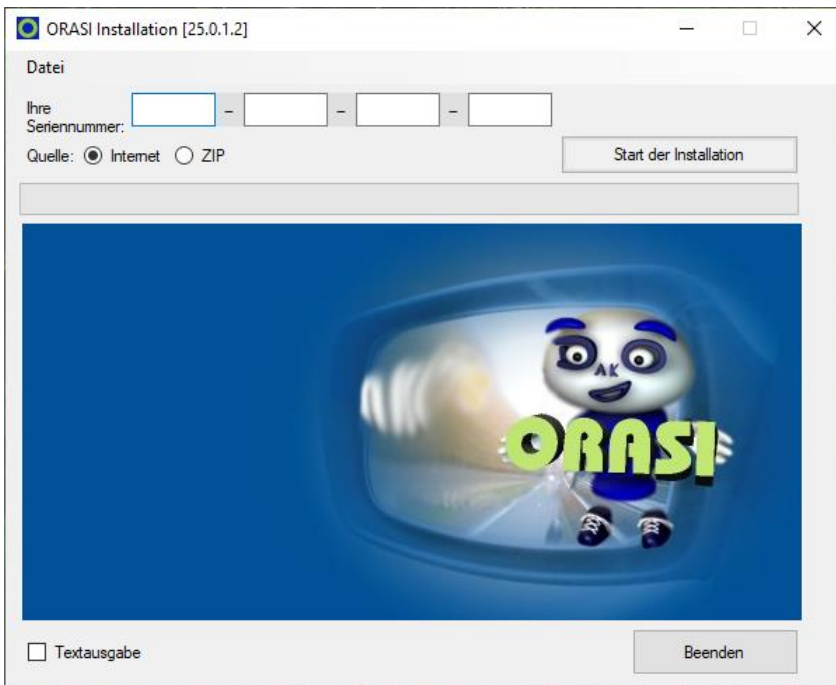 ORASI Installation [25.0.1.2]
Datei
Ihre
Seriennummer:
– – –
Quelle: Internet ZIP
Start der Installation
AK
ORASI
Textausgabe
Beenden